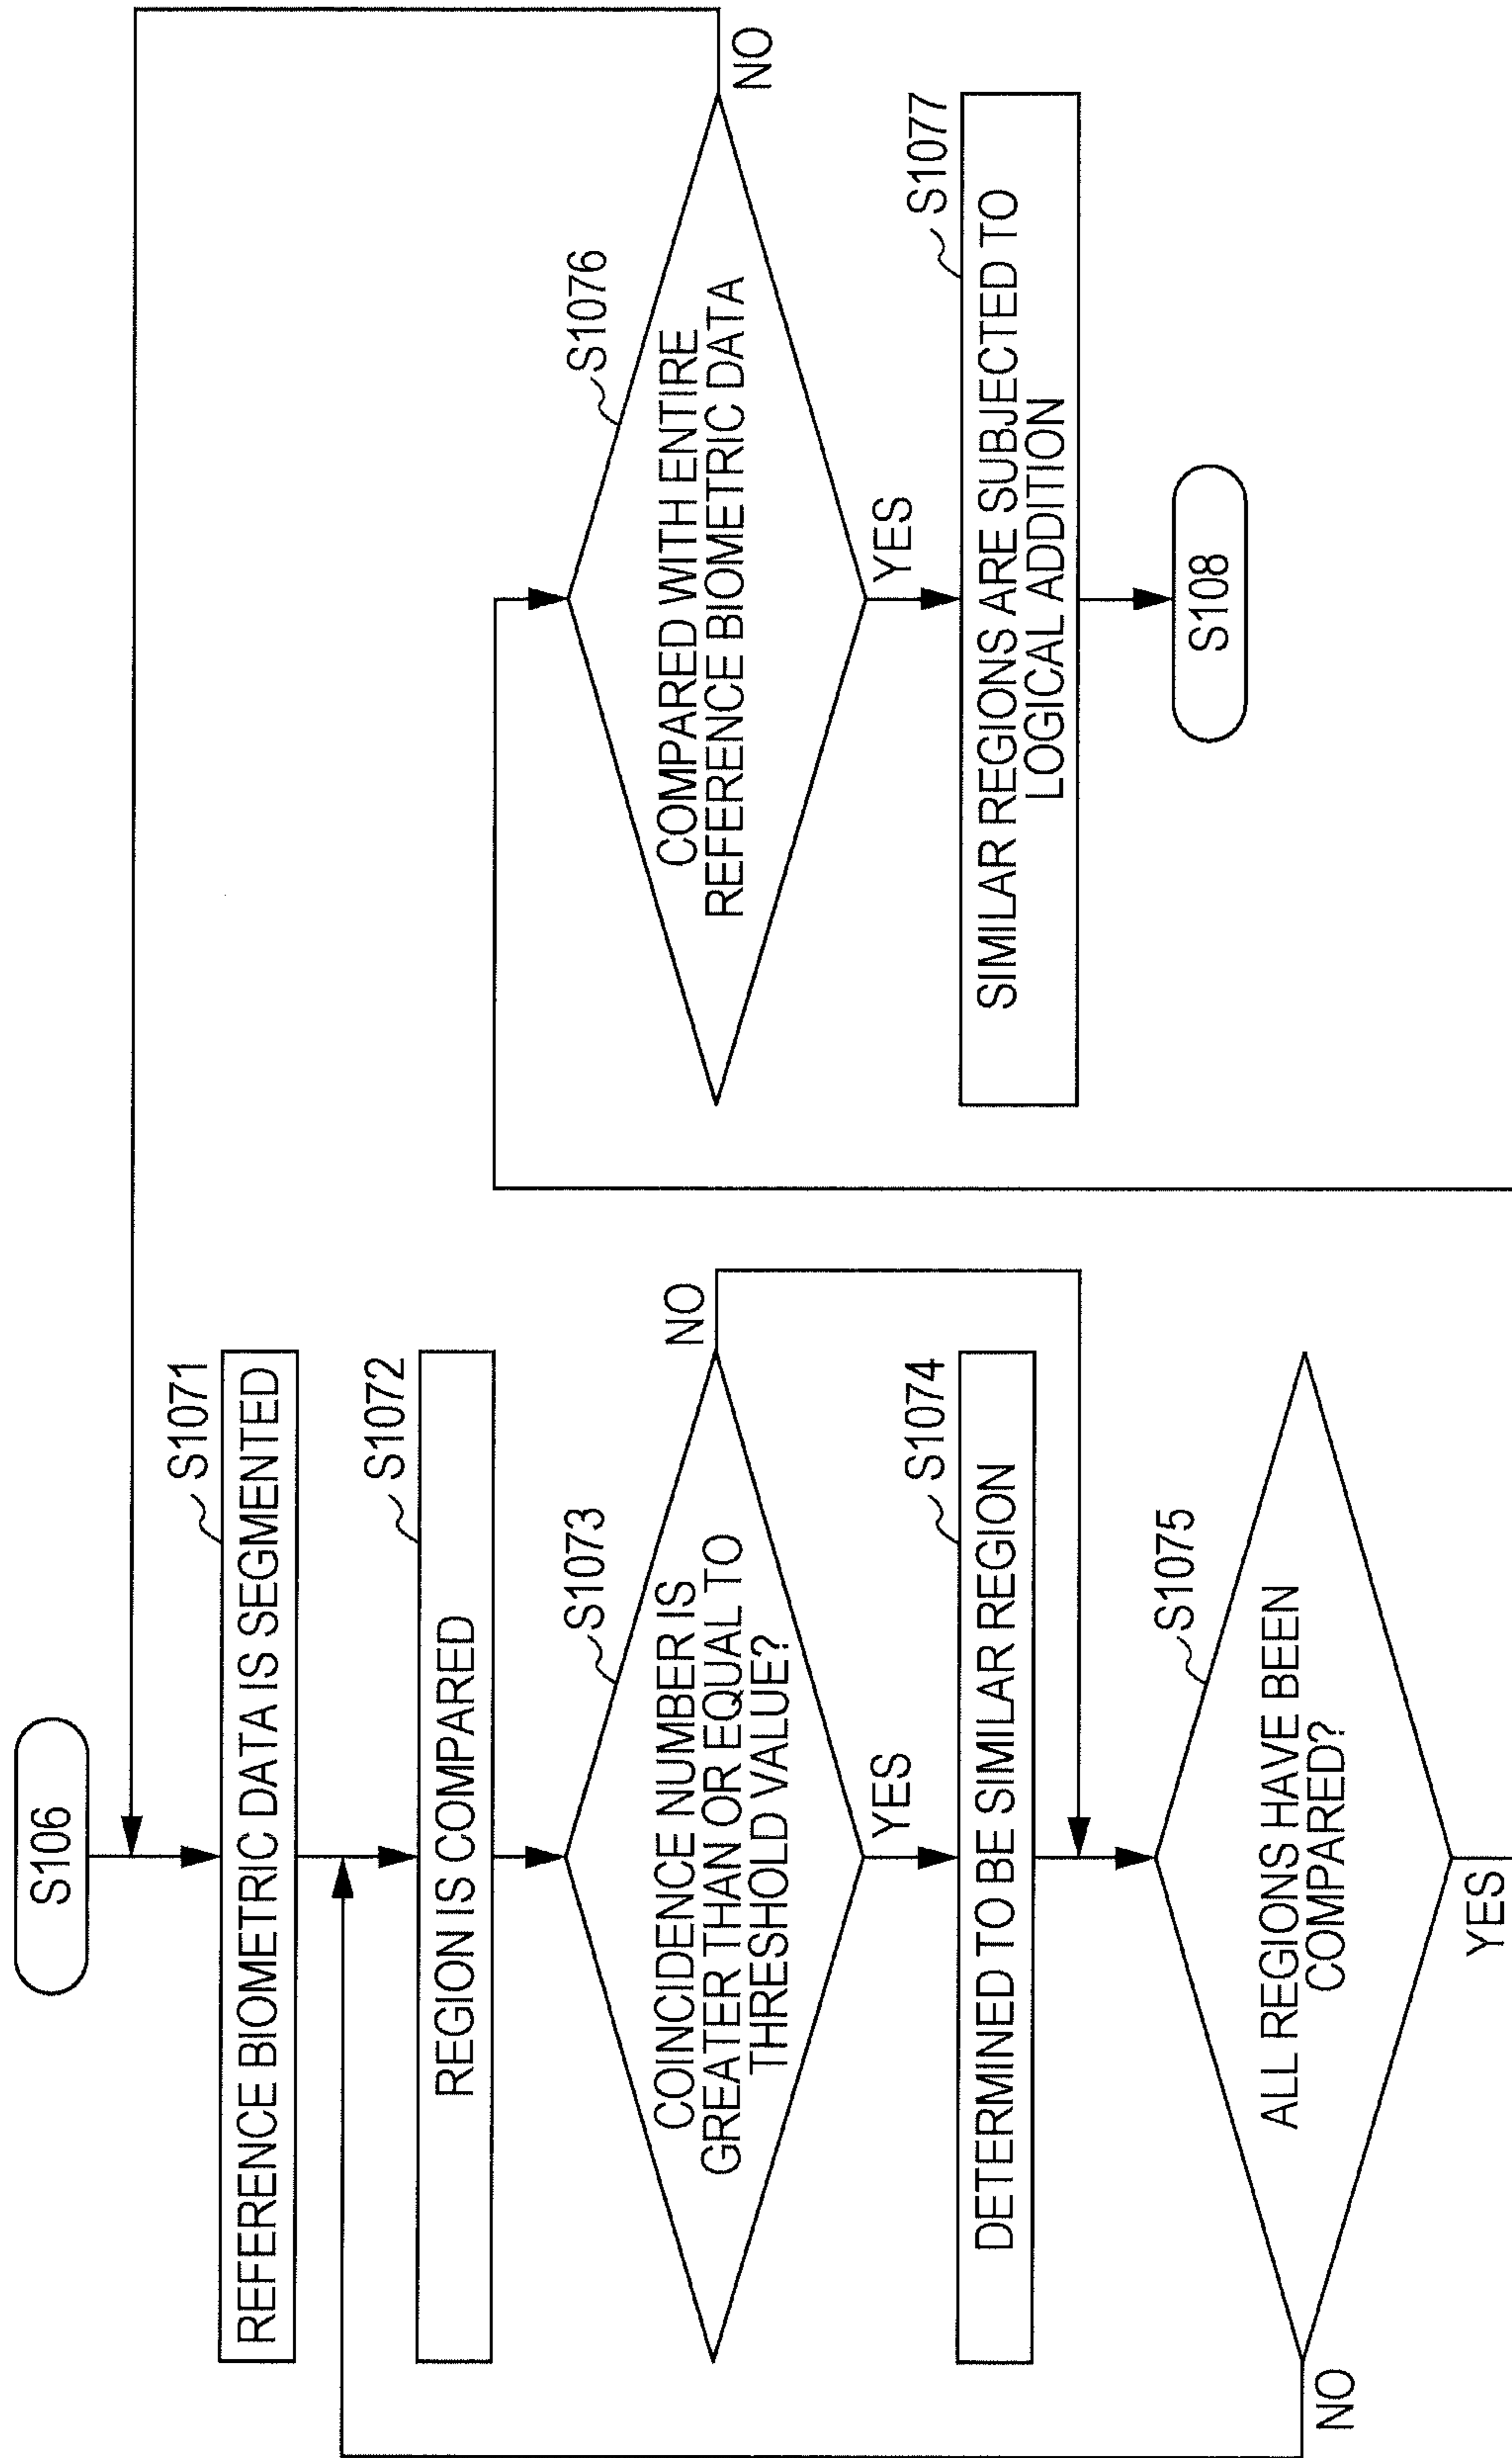 S106
S1071
REFERENCE BIOMETRIC DATA IS SEGMENTED
S1072
REGION IS COMPARED
S1073
COINCIDENCE NUMBER IS
GREATER THAN OR EQUAL TO
THRESHOLD VALUE?
NO
YES
S1074
DETERMINED TO BE SIMILAR REGION
S1075
ALL REGIONS HAVE BEEN
COMPARED?
NO
YES
S1076
COMPARED WITH ENTIRE
REFERENCE BIOMETRIC DATA
NO
YES
S1077
SIMILAR REGIONS ARE SUBJECTED TO
LOGICAL ADDITION
S108